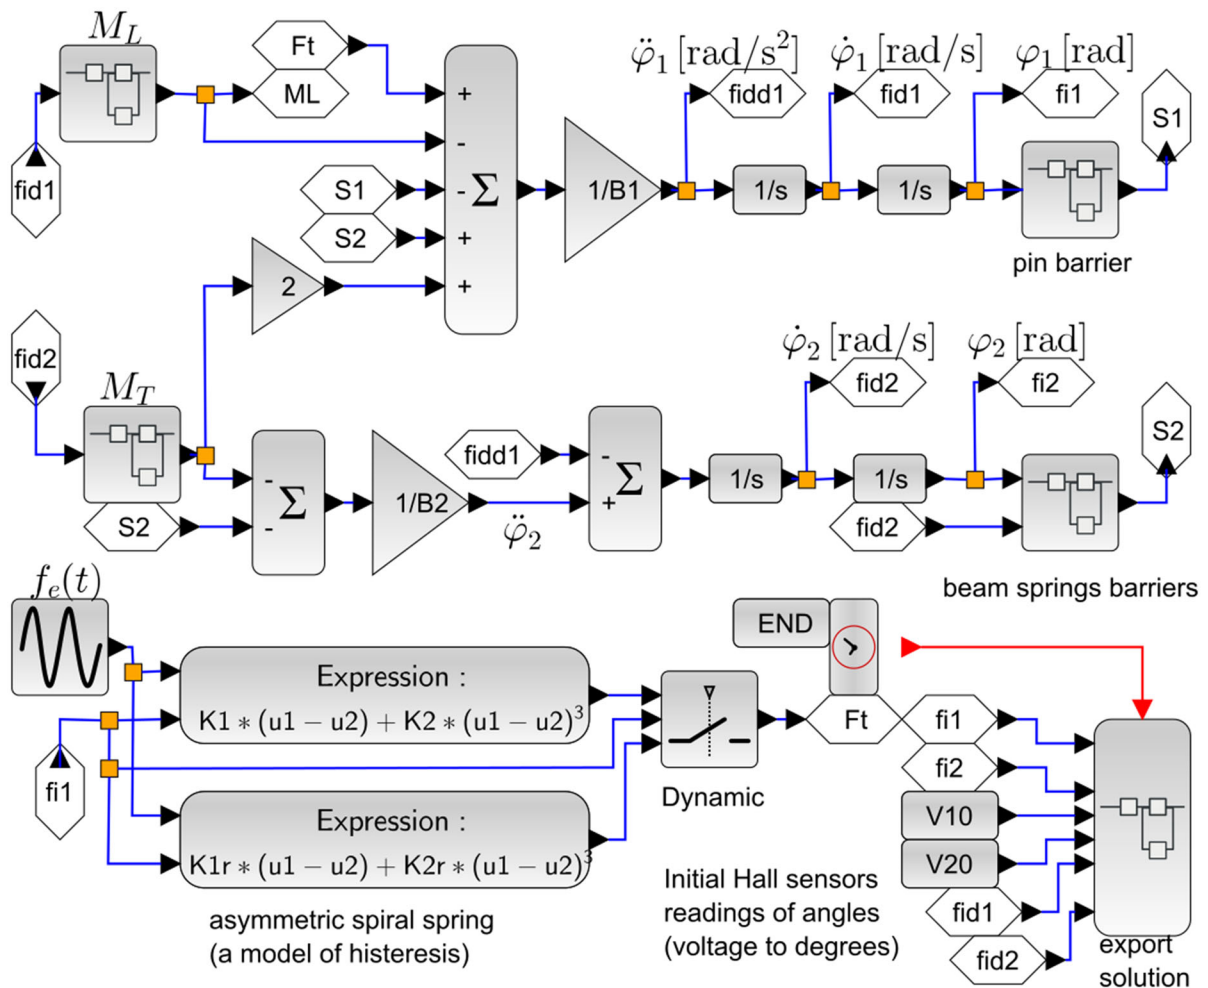 M_L
Ft
ML
fid1
+
-
-
+
+
Σ
S1
S2
2
1/B1
φ̈₁ [rad/s²]
φ̇₁ [rad/s]
φ₁ [rad]
fidd1
fid1
fi1
S1
1/s
1/s
pin barrier
fid2
M_T
S2
-
-
Σ
1/B2
φ̈₂
fidd1
-
+
Σ
1/s
φ̇₂ [rad/s]
φ₂ [rad]
fid2
fi2
S2
1/s
fid2
beam springs barriers
f_e(t)
fi1
Expression :
K1 ∗ (u1 − u2) + K2 ∗ (u1 − u2)³
Expression :
K1r ∗ (u1 − u2) + K2r ∗ (u1 − u2)³
asymmetric spiral spring
(a model of histeresis)
Dynamic
END
Ft
fi1
fi2
V10
V20
fid1
fid2
Initial Hall sensors
readings of angles
(voltage to degrees)
export
solution